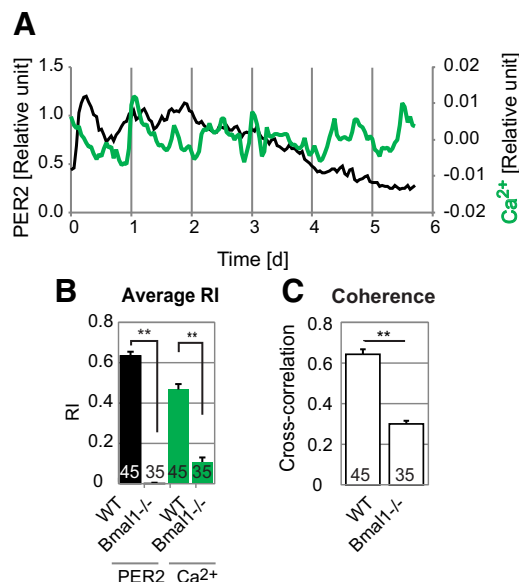 A
PER2 [Relative unit]
1.5
1.0
0.5
0.0
0.02
0.01
0.00
-0.01
-0.02
Ca2+ [Relative unit]
0 1 2 3 4 5 6
Time [d]
B Average RI
RI
0.8
0.6
0.4
0.2
0
** **
45 35 45 35
WT Bmal1-/- WT Bmal1-/-
PER2 Ca2+
C Coherence
Cross-correlation
0.8
0.6
0.4
0.2
0
**
45 35
WT Bmal1-/-